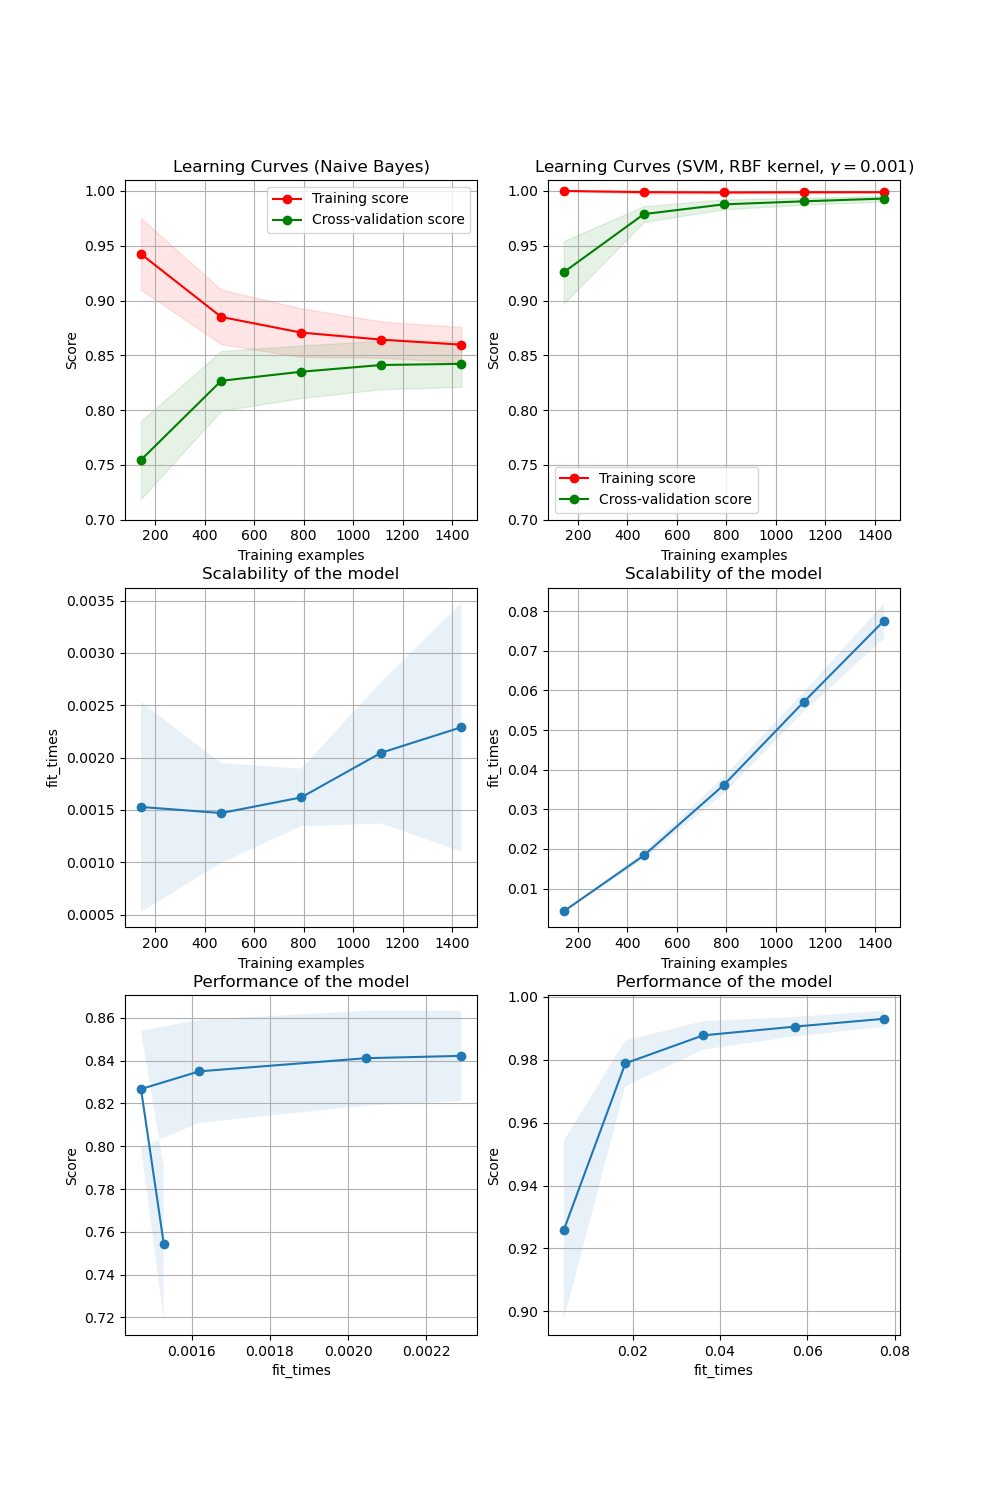 Learning Curves (Naive Bayes)
1.00
0.95
0.90
0.85
0.80
0.75
0.70
Score
Training score
Cross-validation score
200 400 600 800 1000 1200 1400
Training examples
Learning Curves (SVM, RBF kernel, γ = 0.001)
1.00
0.95
0.90
0.85
0.80
0.75
0.70
Score
Training score
Cross-validation score
200 400 600 800 1000 1200 1400
Training examples
Scalability of the model
0.0035
0.0030
0.0025
0.0020
0.0015
0.0010
0.0005
fit_times
200 400 600 800 1000 1200 1400
Training examples
Scalability of the model
0.08
0.07
0.06
0.05
0.04
0.03
0.02
0.01
fit_times
200 400 600 800 1000 1200 1400
Training examples
Performance of the model
0.86
0.84
0.82
0.80
0.78
0.76
0.74
0.72
Score
0.0016 0.0018 0.0020 0.0022
fit_times
Performance of the model
1.00
0.98
0.96
0.94
0.92
0.90
Score
0.02 0.04 0.06 0.08
fit_times